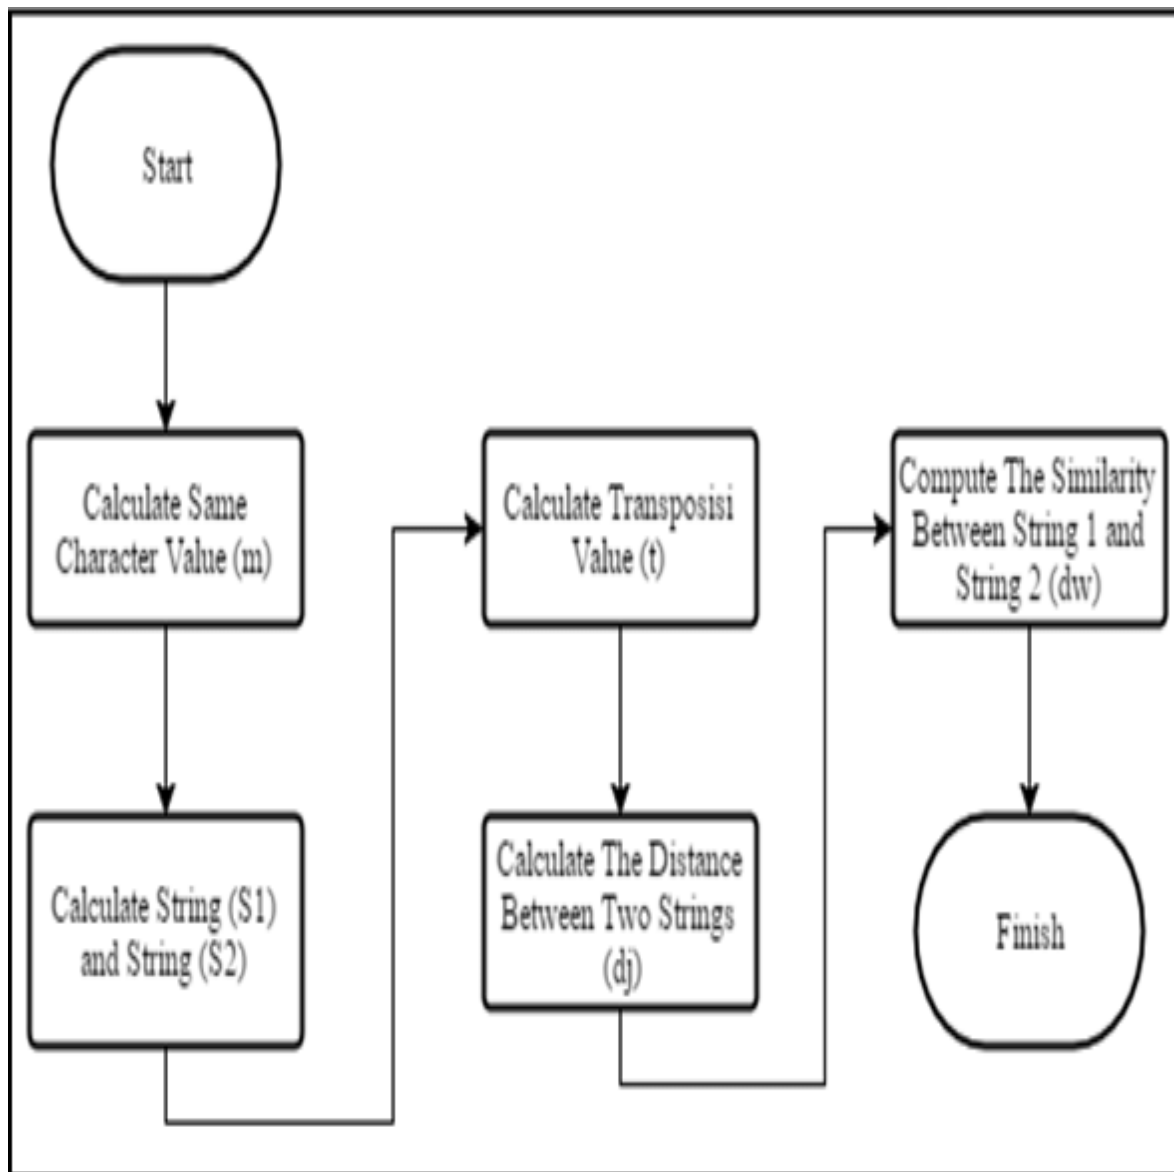 Start
Calculate Same
Character Value (m)
Calculate String (S1)
and String (S2)
Calculate Transposisi
Value (t)
Calculate The Distance
Between Two Strings
(dj)
Compute The Similarity
Between String 1 and
String 2 (dw)
Finish